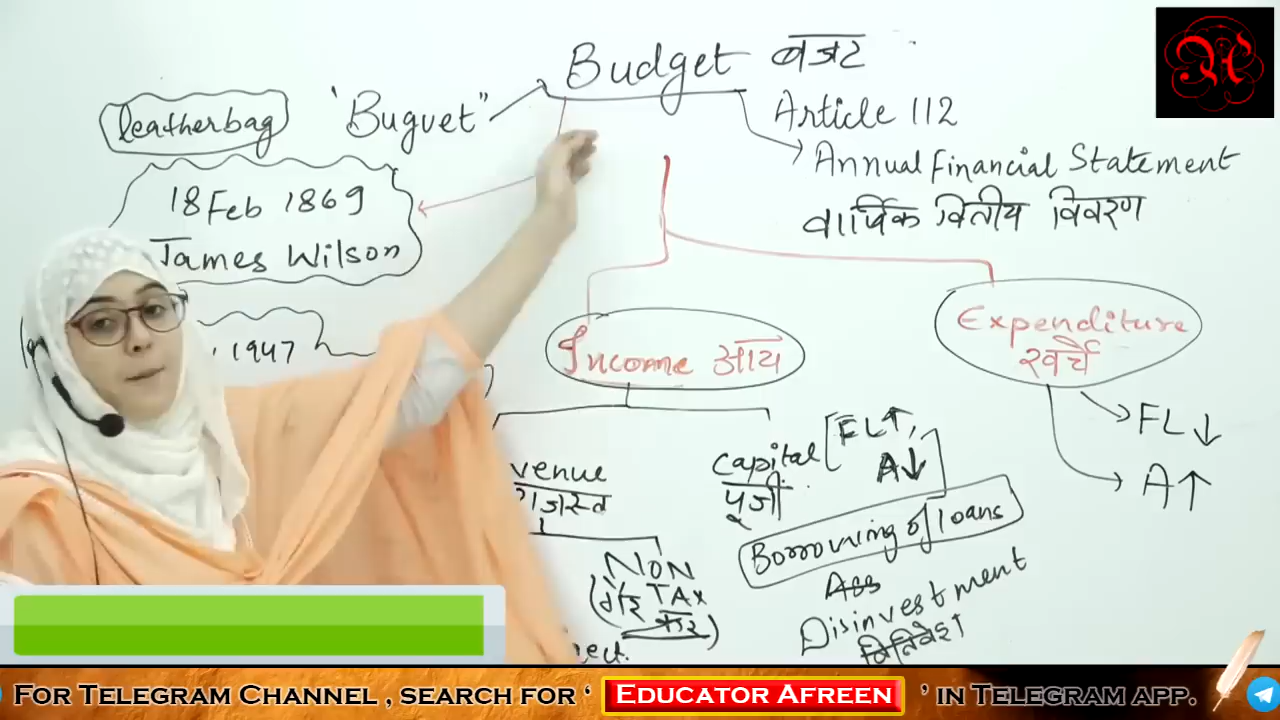 Budget बजट
leatherbag
'Buguet"
Article 112
Annual Financial Statement
वार्षिक वित्तीय विवरण
18 Feb 1869
James Wilson
1947
Income आय
Expenditure
खर्च
FL↓
A↑
venue
Capital [FL↑,
A↓
पूंजी
Borrowing of loans
Ass
NON
TAX
Disinvestment
ect.
FOR TELEGRAM CHANNEL, SEARCH FOR ' EDUCATOR AFREEN ' IN TELEGRAM APP.